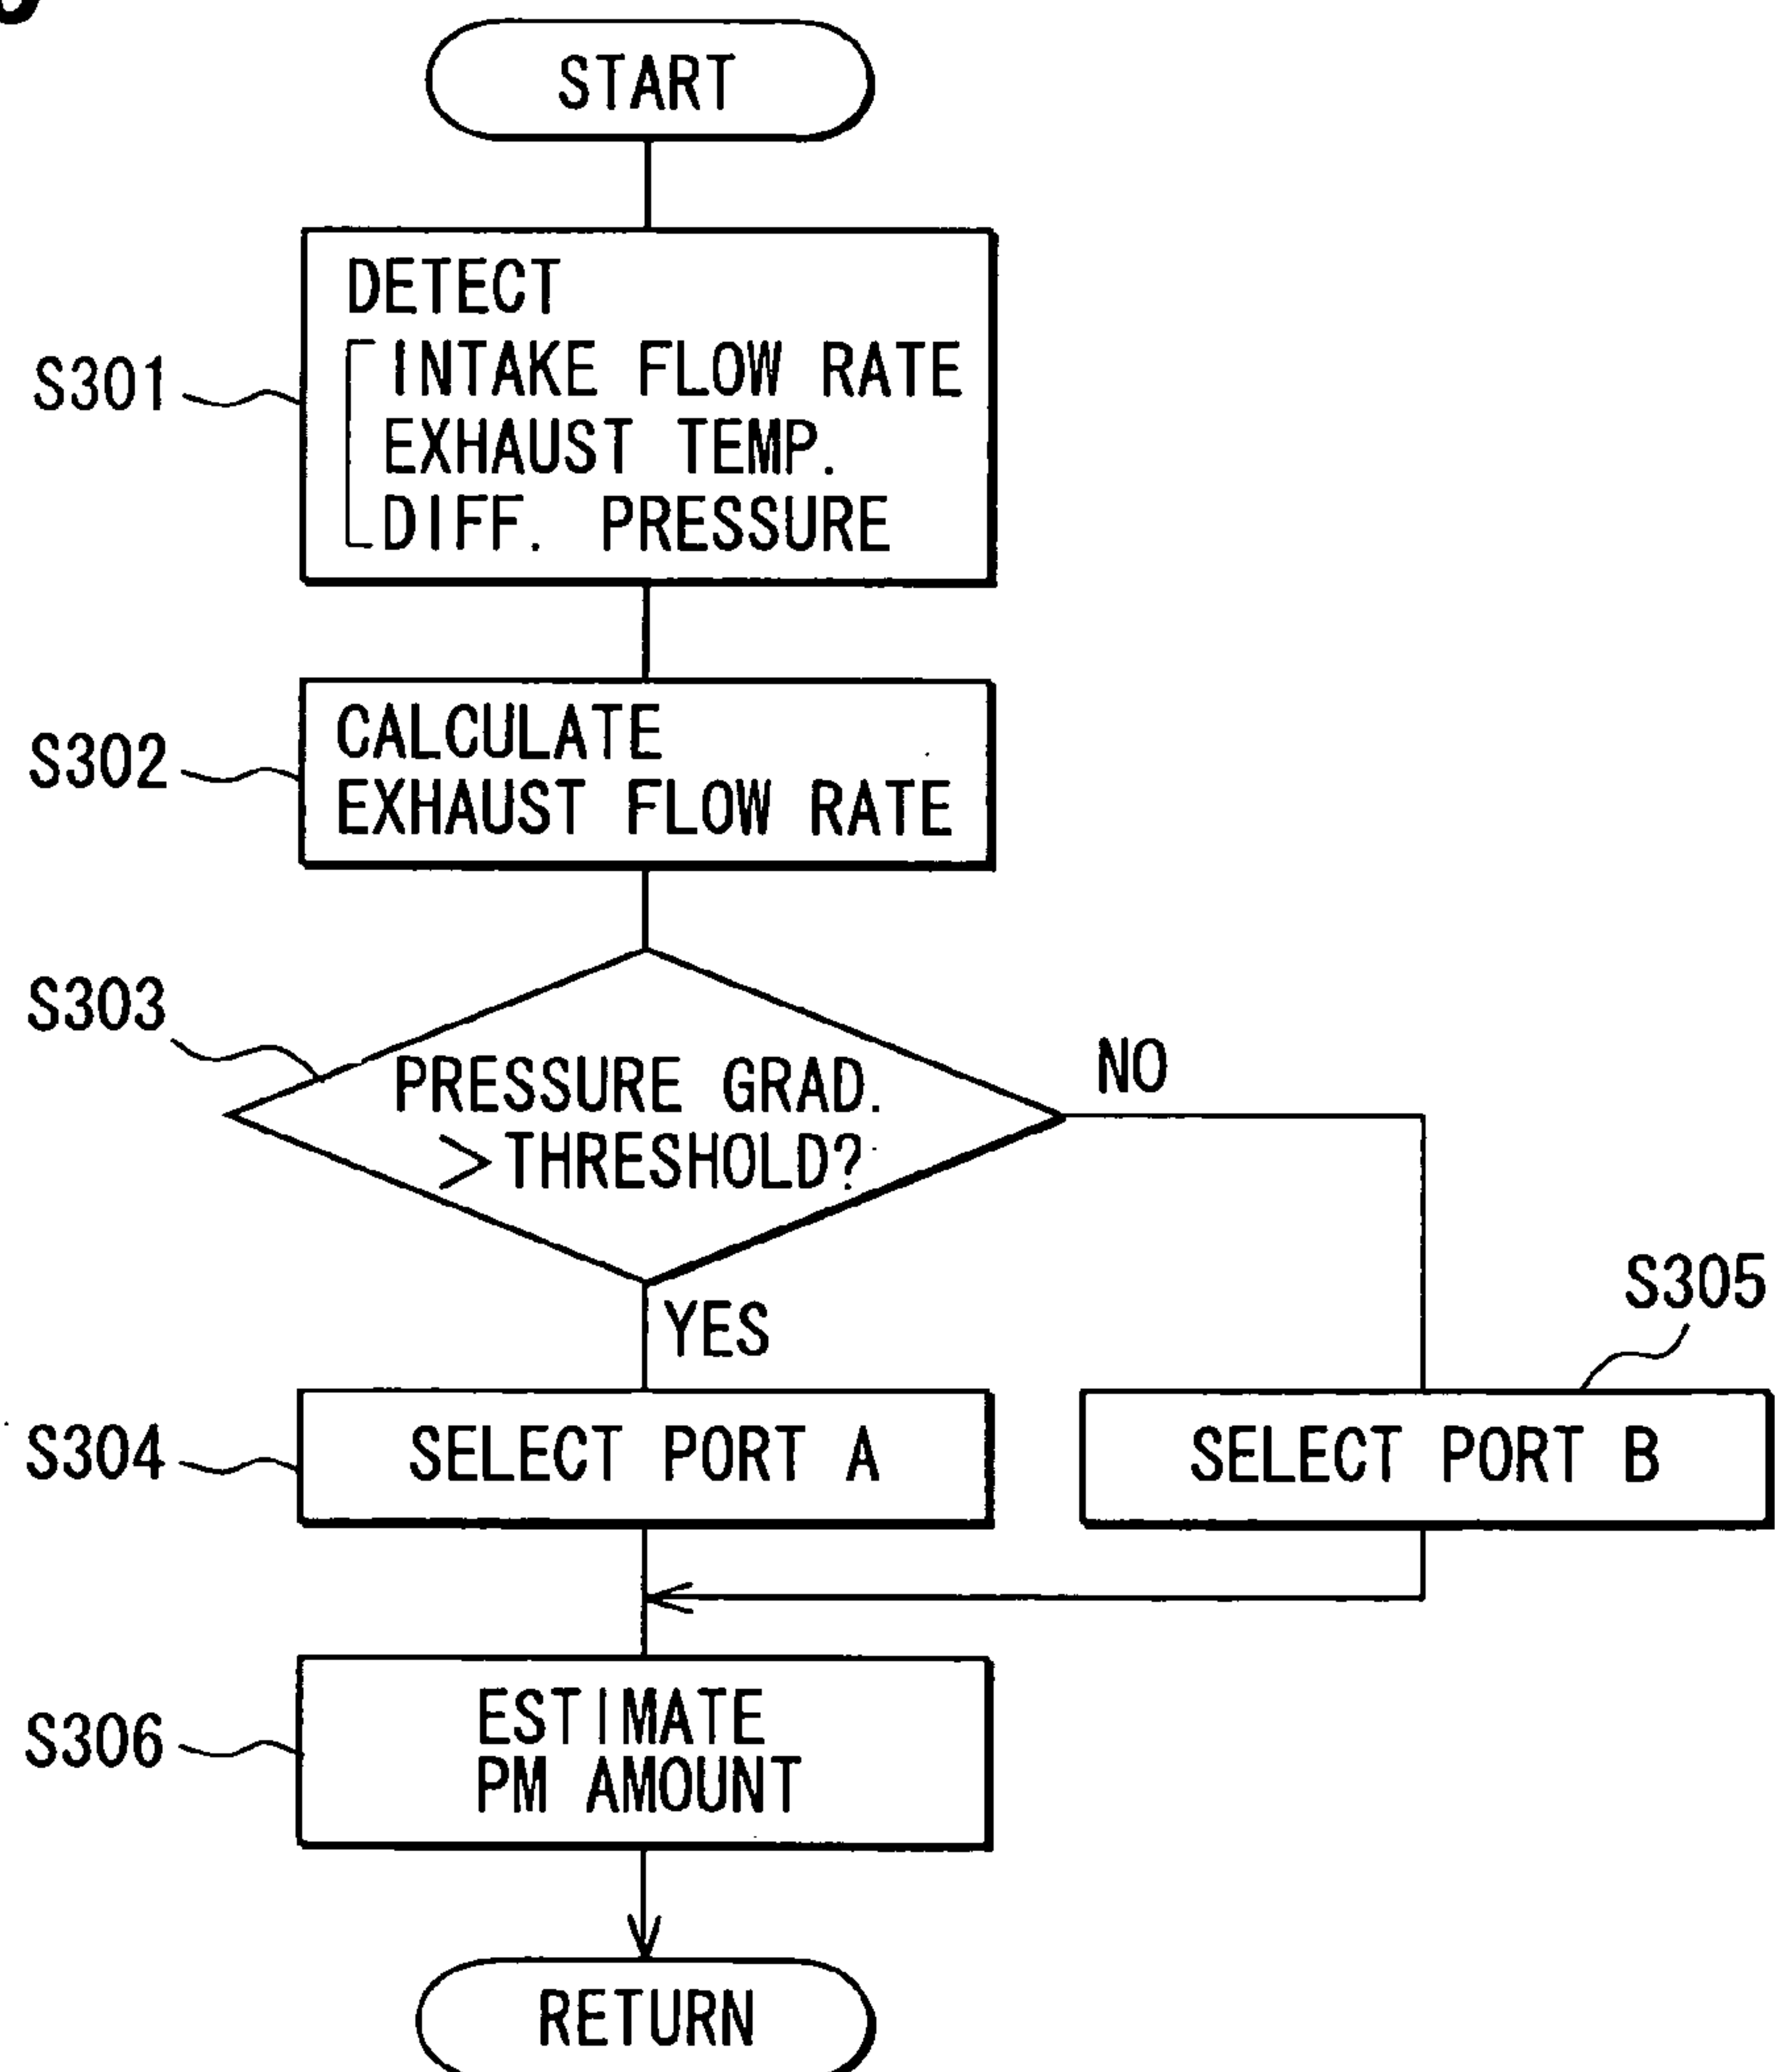 START
DETECT
INTAKE FLOW RATE
EXHAUST TEMP.
DIFF. PRESSURE
S301
CALCULATE
EXHAUST FLOW RATE
S302
S303
PRESSURE GRAD.
>THRESHOLD?
NO
YES
S305
S304
SELECT PORT A
SELECT PORT B
ESTIMATE
PM AMOUNT
S306
RETURN